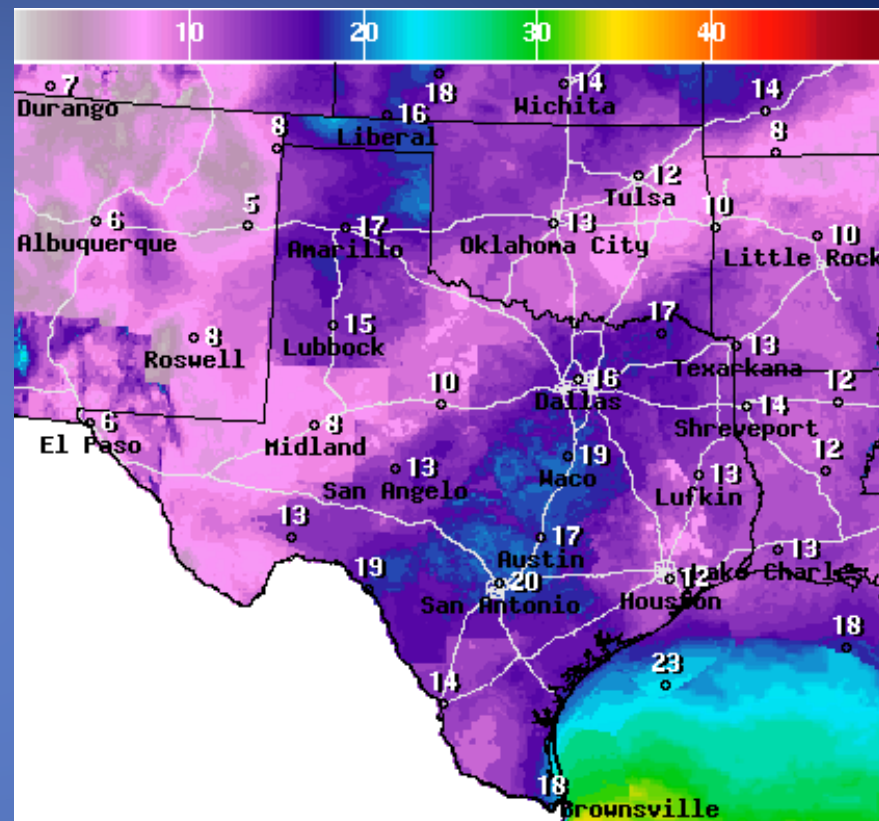 10 20 30 40
7 18 14 14
Durango Wichita
16
Liberal
8 8
12
Tulsa
6 5 17 13 10 10
Albuquerque Amarillo Oklahoma City Little Rock
15 17
8 Lubbock 13
Roswell Texarkana
16
Dallas
10 14 12
6 8 Shreveport
El Paso Midland
13 19 13 12
San Angelo Waco Lufkin
13 17 13
Austin
19 20 12 Lake Charles
San Antonio Houston
18
23
14
18
Brownsville